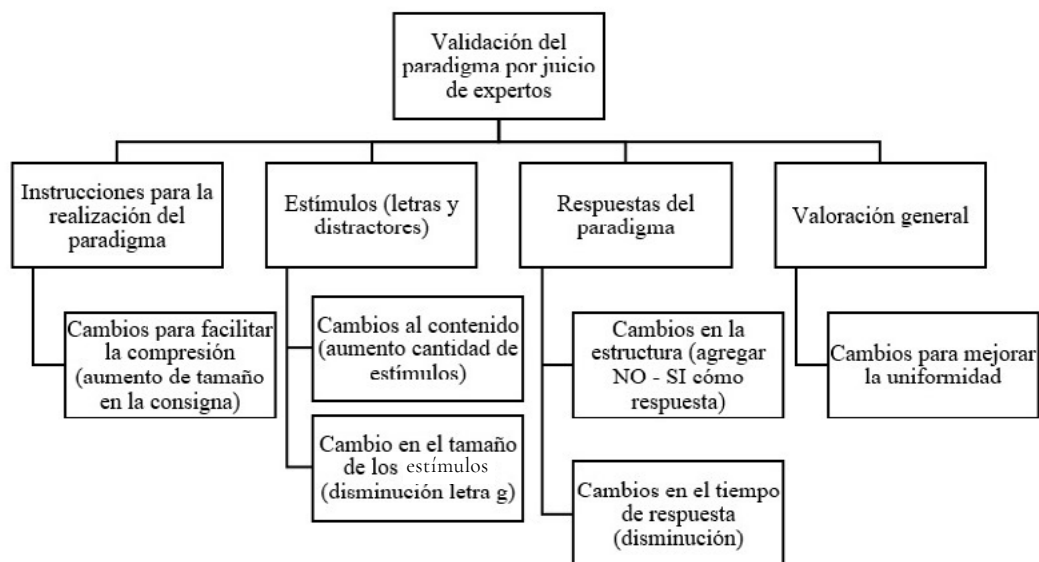 Validación del
paradigma por juicio
de expertos
Instrucciones para la
realización del
paradigma
Estímulos (letras y
distractores)
Respuestas del
paradigma
Valoración general
Cambios para facilitar
la compresión
(aumento de tamaño
en la consigna)
Cambios al contenido
(aumento cantidad de
estímulos)
Cambio en el tamaño
de los estímulos
(disminución letra g)
Cambios en la
estructura (agregar
NO - SI cómo
respuesta)
Cambios en el tiempo
de respuesta
(disminución)
Cambios para mejorar
la uniformidad